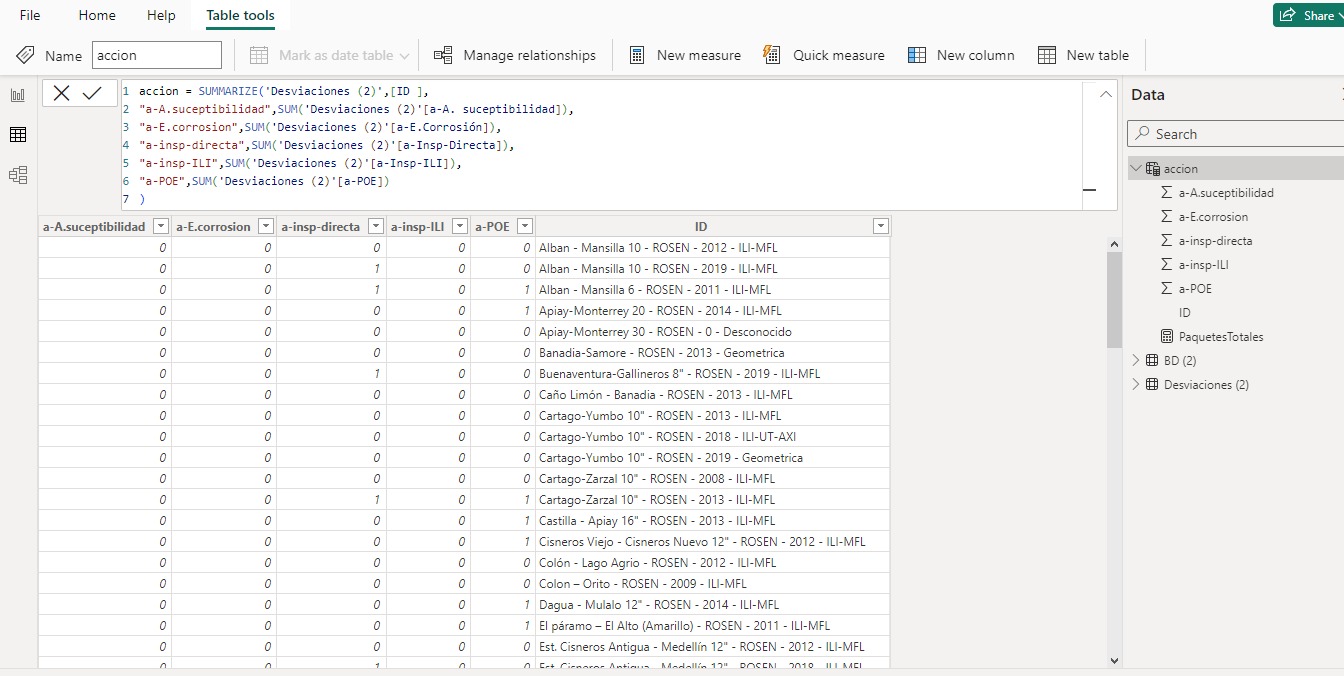 File Home Help Table tools Share
Name accion Mark as date table Manage relationships New measure Quick measure New column New table
1 accion = SUMMARIZE('Desviaciones (2)',[ID ],
2 "a-A.suceptibilidad",SUM('Desviaciones (2)'[a-A. suceptibilidad]),
3 "a-E.corrosion",SUM('Desviaciones (2)'[a-E.Corrosión]),
4 "a-insp-directa",SUM('Desviaciones (2)'[a-Insp-Directa]),
5 "a-insp-ILI",SUM('Desviaciones (2)'[a-Insp-ILI]),
6 "a-POE",SUM('Desviaciones (2)'[a-POE])
7 )
a-A.suceptibilidad a-E.corrosion a-insp-directa a-insp-ILI a-POE ID
0 0 0 0 0 Alban - Mansilla 10 - ROSEN - 2012 - ILI-MFL
0 0 1 0 0 Alban - Mansilla 10 - ROSEN - 2019 - ILI-MFL
0 0 1 0 1 Alban - Mansilla 6 - ROSEN - 2011 - ILI-MFL
0 0 0 0 1 Apiay-Monterrey 20 - ROSEN - 2014 - ILI-MFL
0 0 0 0 0 Apiay-Monterrey 30 - ROSEN - 0 - Desconocido
0 0 0 0 0 Banadia-Samore - ROSEN - 2013 - Geometrica
0 0 1 0 0 Buenaventura-Gallineros 8" - ROSEN - 2019 - ILI-MFL
0 0 0 0 0 Caño Limón - Banadia - ROSEN - 2013 - ILI-MFL
0 0 0 0 0 Cartago-Yumbo 10" - ROSEN - 2013 - ILI-MFL
0 0 0 0 0 Cartago-Yumbo 10" - ROSEN - 2018 - ILI-UT-AXI
0 0 0 0 0 Cartago-Yumbo 10" - ROSEN - 2019 - Geometrica
0 0 0 0 0 Cartago-Zarzal 10" - ROSEN - 2008 - ILI-MFL
0 0 1 0 1 Cartago-Zarzal 10" - ROSEN - 2013 - ILI-MFL
0 0 0 0 1 Castilla - Apiay 16" - ROSEN - 2013 - ILI-MFL
0 0 0 0 1 Cisneros Viejo - Cisneros Nuevo 12" - ROSEN - 2012 - ILI-MFL
0 0 0 0 0 Colón - Lago Agrio - ROSEN - 2012 - ILI-MFL
0 0 0 0 0 Colon – Orito - ROSEN - 2009 - ILI-MFL
0 0 0 0 1 Dagua - Mulalo 12" - ROSEN - 2014 - ILI-MFL
0 0 0 0 1 El páramo – El Alto (Amarillo) - ROSEN - 2011 - ILI-MFL
0 0 0 0 0 Est. Cisneros Antigua - Medellín 12" - ROSEN - 2012 - ILI-MFL
0 0 1 0 0 Est. Cisneros Antigua - Medellín 12" - ROSEN - 2018 - ILI-MFL
Data
Search
accion
a-A.suceptibilidad
a-E.corrosion
a-insp-directa
a-insp-ILI
a-POE
ID
PaquetesTotales
BD (2)
Desviaciones (2)